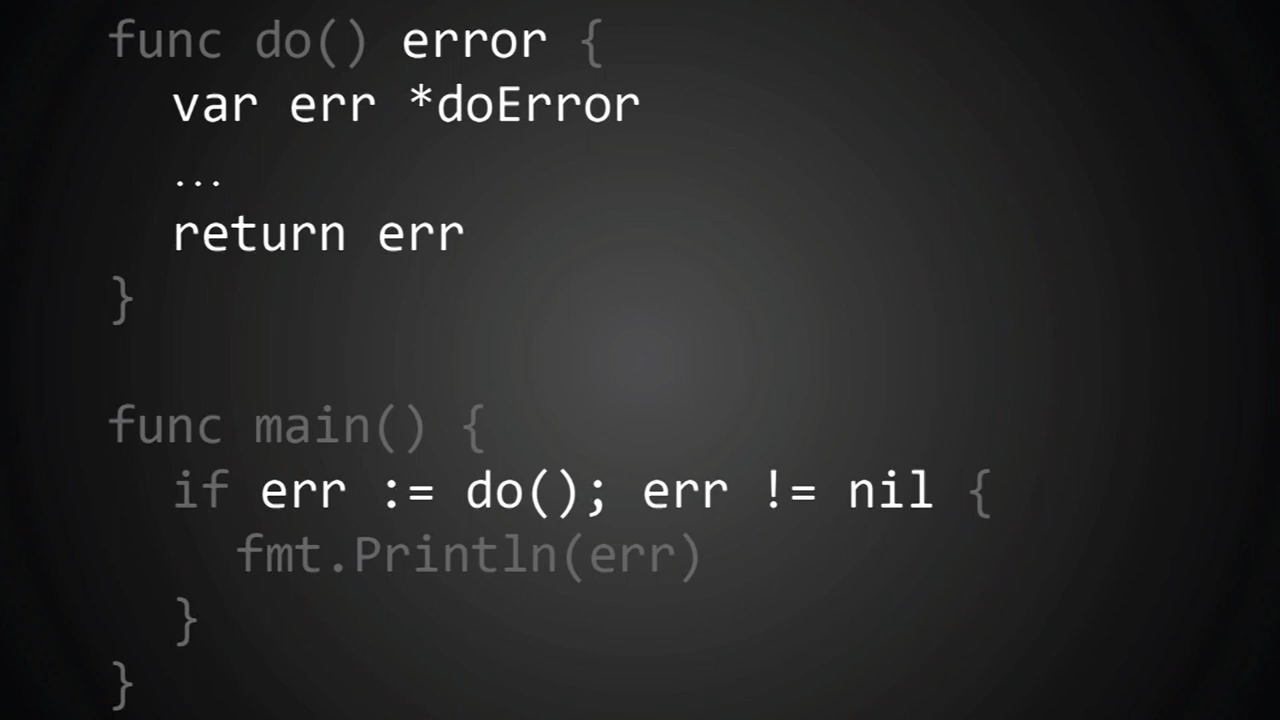 func do() error {
var err *doError
...
return err
}
func main() {
if err := do(); err != nil {
fmt.Println(err)
}
}